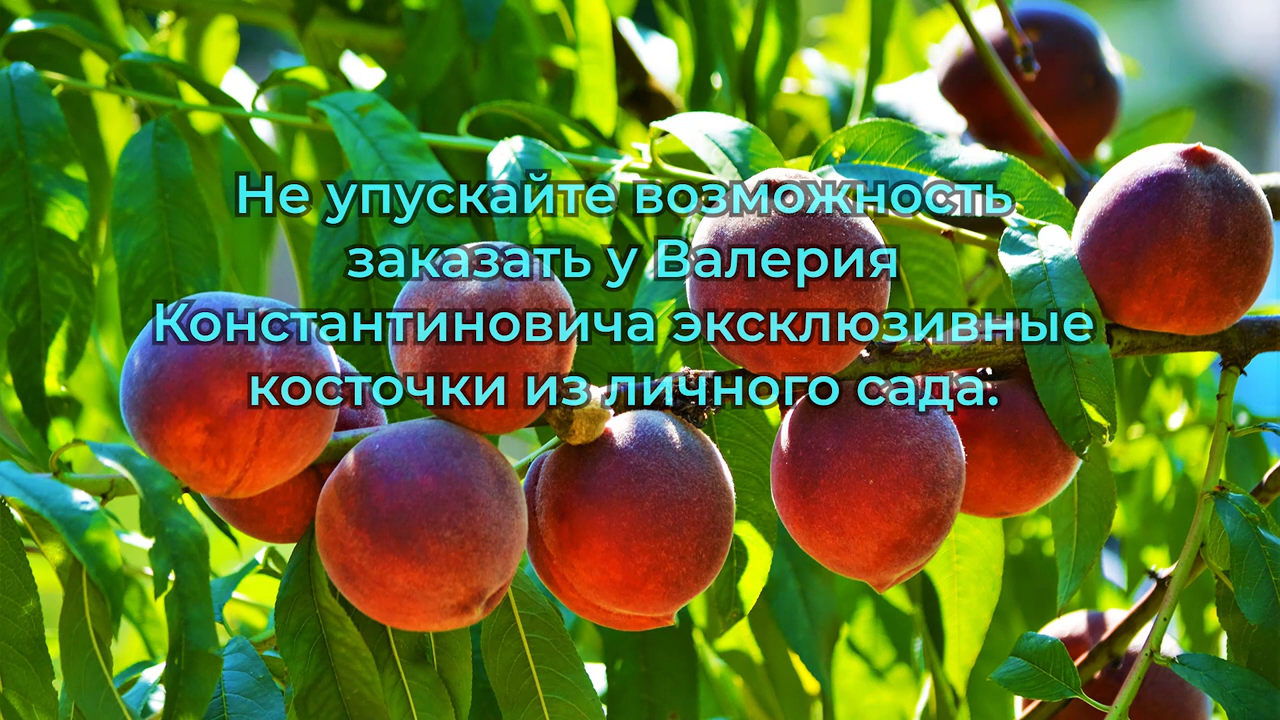 Не упускайте возможность
заказать у Валерия
Константиновича эксклюзивные
косточки из личного сада.